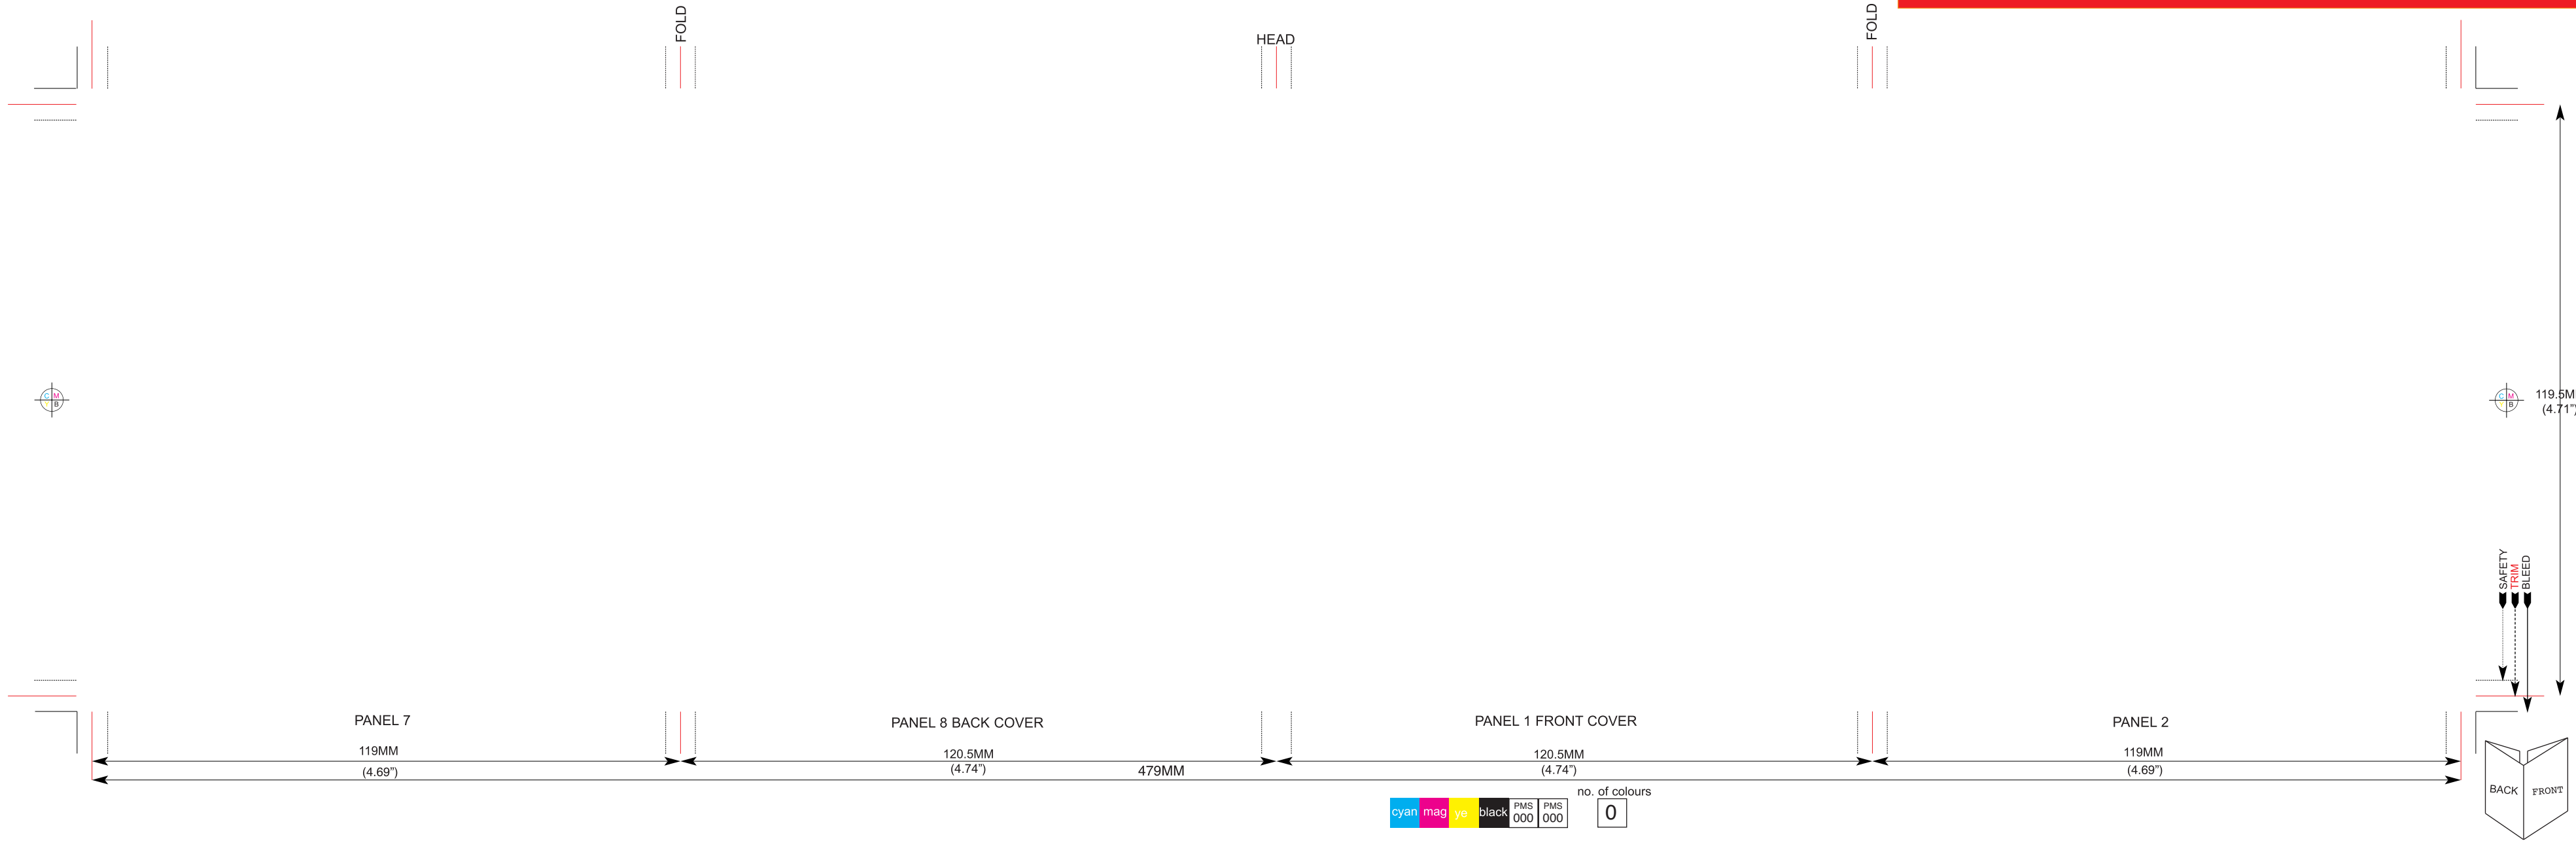 FOLD
HEAD
FOLD
C M
Y B
C M
Y B
119.5M
(4.71")
SAFETY
TRIM
BLEED
PANEL 7
PANEL 8 BACK COVER
PANEL 1 FRONT COVER
PANEL 2
119MM
(4.69")
120.5MM
(4.74")
479MM
120.5MM
(4.74")
119MM
(4.69")
no. of colours
cyan mag ye black PMS 000 PMS 000
0
BACK
FRONT